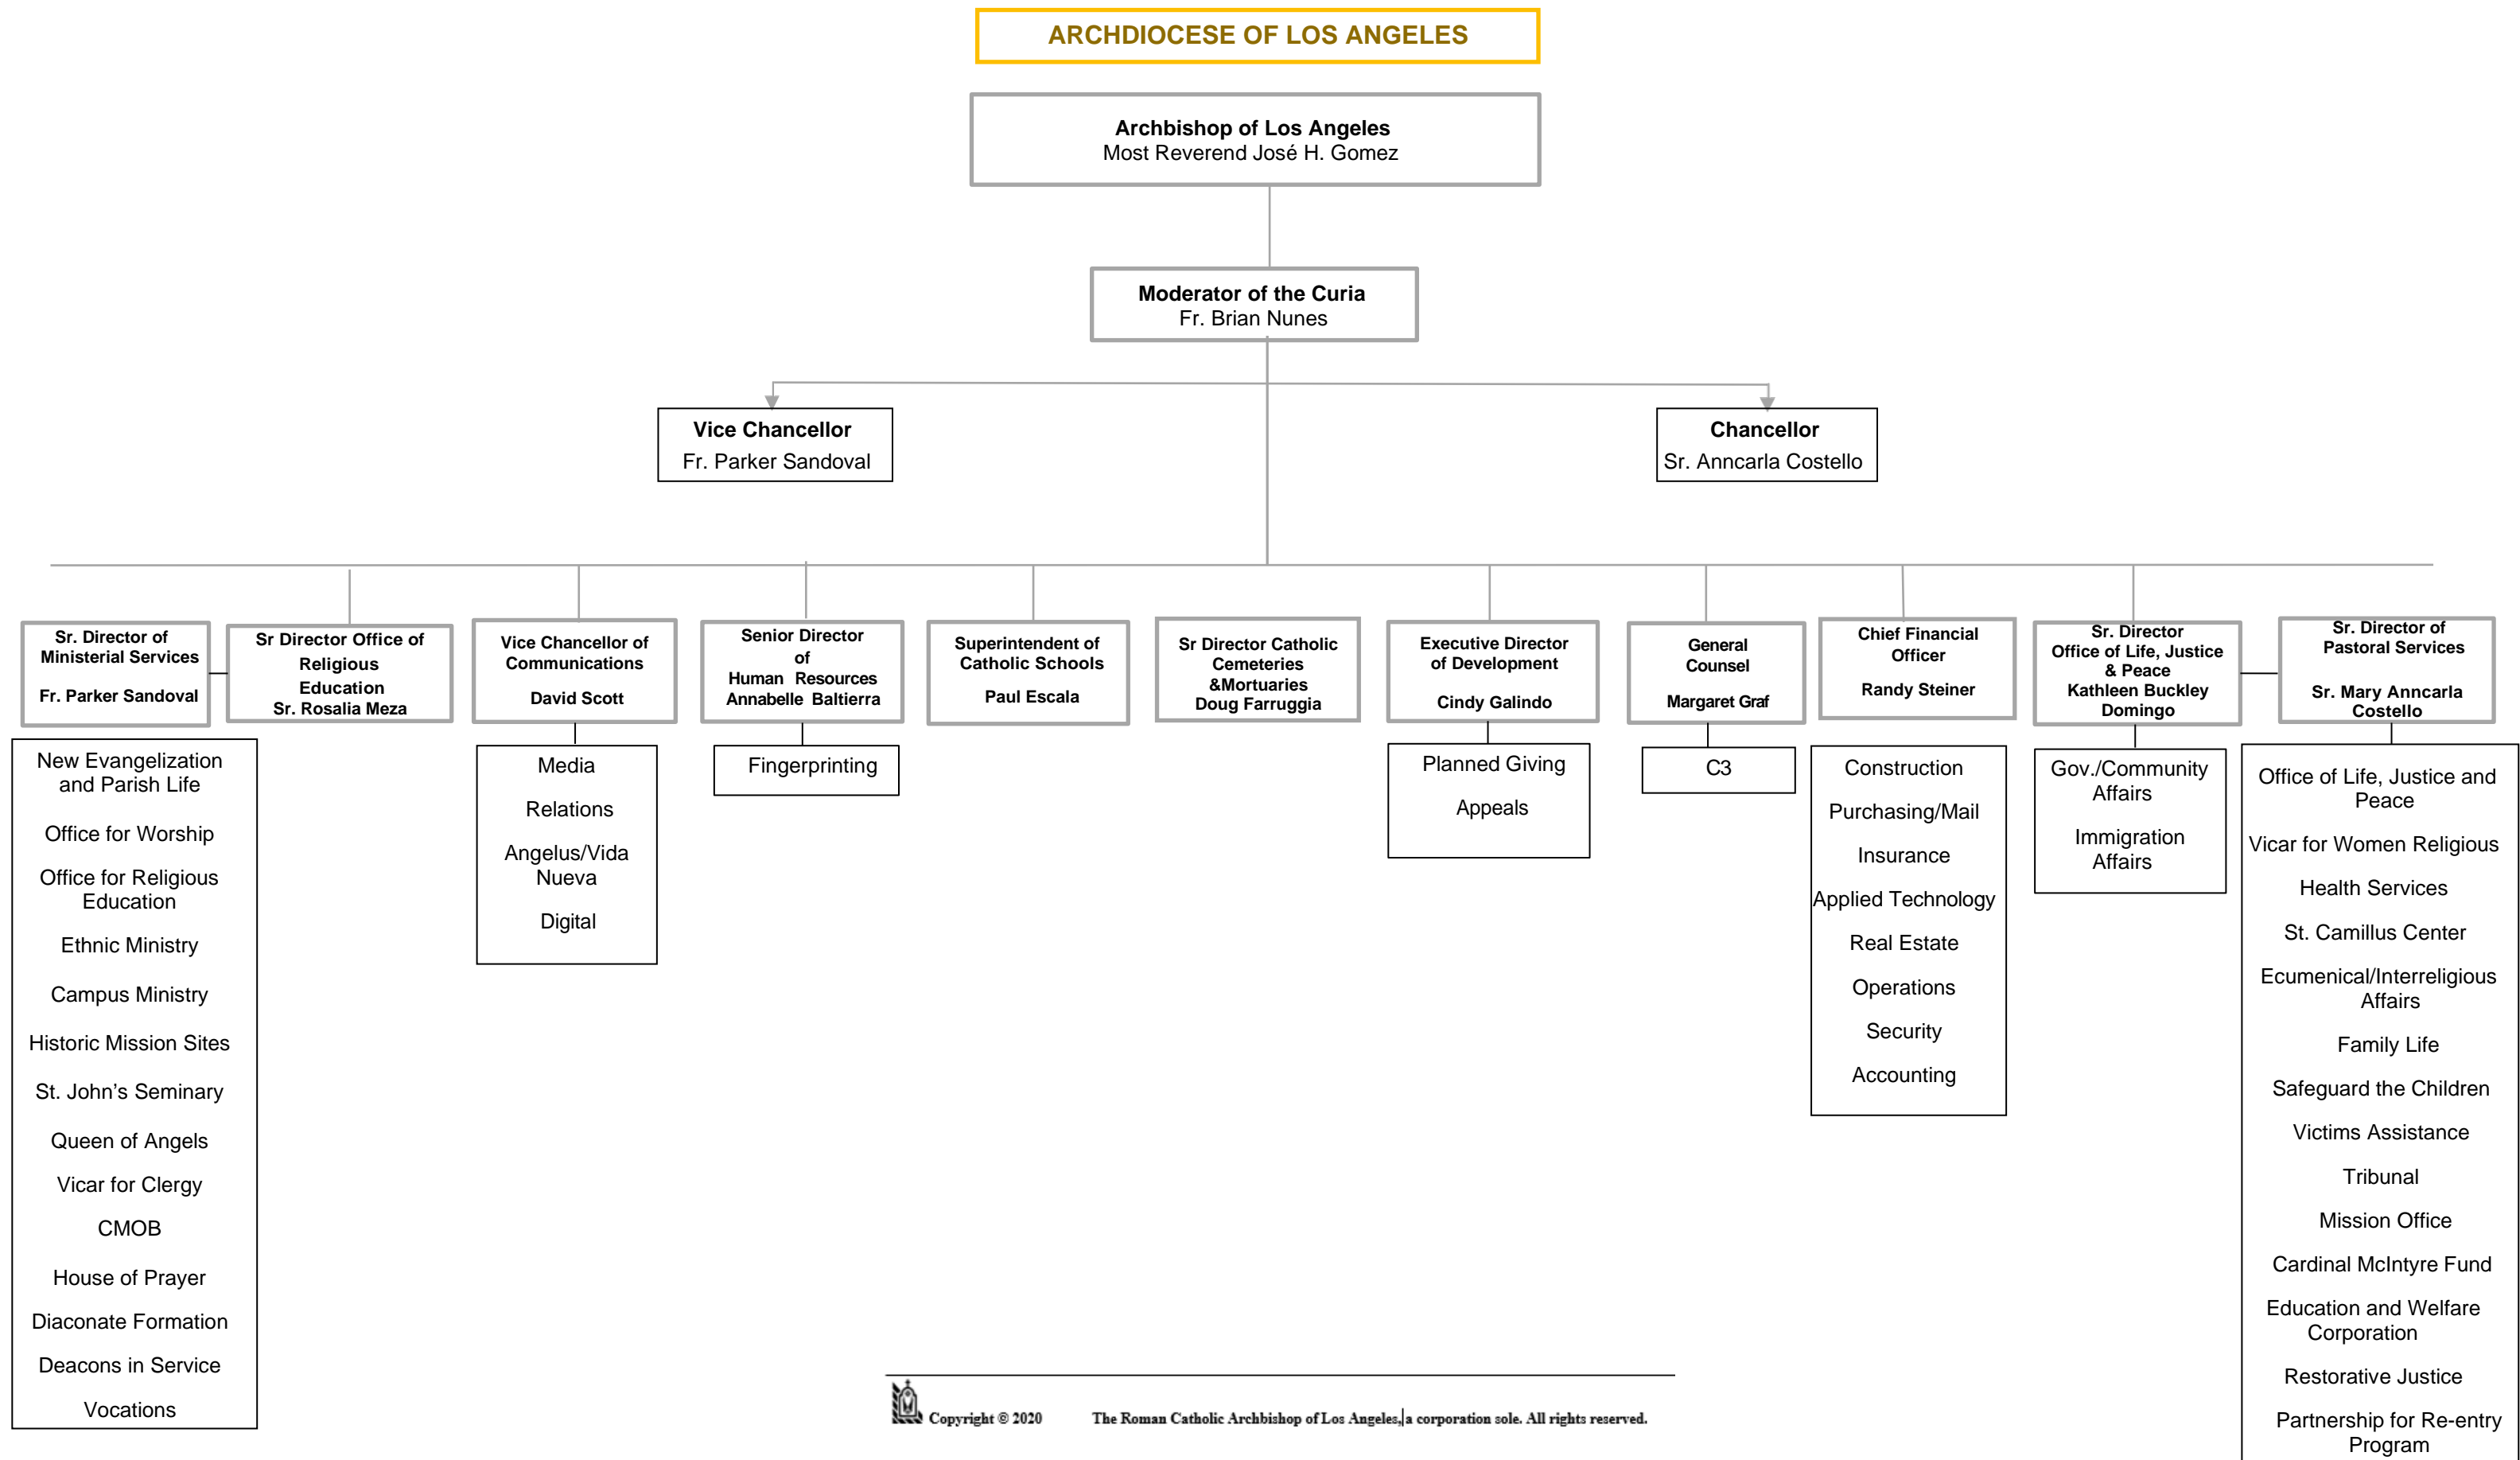 ARCHDIOCESE OF LOS ANGELES
Archbishop of Los Angeles
Most Reverend José H. Gomez
Moderator of the Curia
Fr. Brian Nunes
Vice Chancellor
Fr. Parker Sandoval
Chancellor
Sr. Anncarla Costello
Sr. Director of
Ministerial Services
Fr. Parker Sandoval
Sr Director Office of
Religious
Education
Sr. Rosalia Meza
Vice Chancellor of
Communications
David Scott
Senior Director
of
Human Resources
Annabelle Baltierra
Superintendent of
Catholic Schools
Paul Escala
Sr Director Catholic
Cemeteries
&Mortuaries
Doug Farruggia
Executive Director
of Development
Cindy Galindo
General
Counsel
Margaret Graf
Chief Financial
Officer
Randy Steiner
Sr. Director
Office of Life, Justice
& Peace
Kathleen Buckley
Domingo
Sr. Director of
Pastoral Services
Sr. Mary Anncarla
Costello
New Evangelization
and Parish Life
Office for Worship
Office for Religious
Education
Ethnic Ministry
Campus Ministry
Historic Mission Sites
St. John’s Seminary
Queen of Angels
Vicar for Clergy
CMOB
House of Prayer
Diaconate Formation
Deacons in Service
Vocations
Media
Relations
Angelus/Vida
Nueva
Digital
Fingerprinting
Planned Giving
Appeals
C3
Construction
Purchasing/Mail
Insurance
Applied Technology
Real Estate
Operations
Security
Accounting
Gov./Community
Affairs
Immigration
Affairs
Office of Life, Justice and
Peace
Vicar for Women Religious
Health Services
St. Camillus Center
Ecumenical/Interreligious
Affairs
Family Life
Safeguard the Children
Victims Assistance
Tribunal
Mission Office
Cardinal McIntyre Fund
Education and Welfare
Corporation
Restorative Justice
Partnership for Re-entry
Program
Copyright © 2020 The Roman Catholic Archbishop of Los Angeles, a corporation sole. All rights reserved.